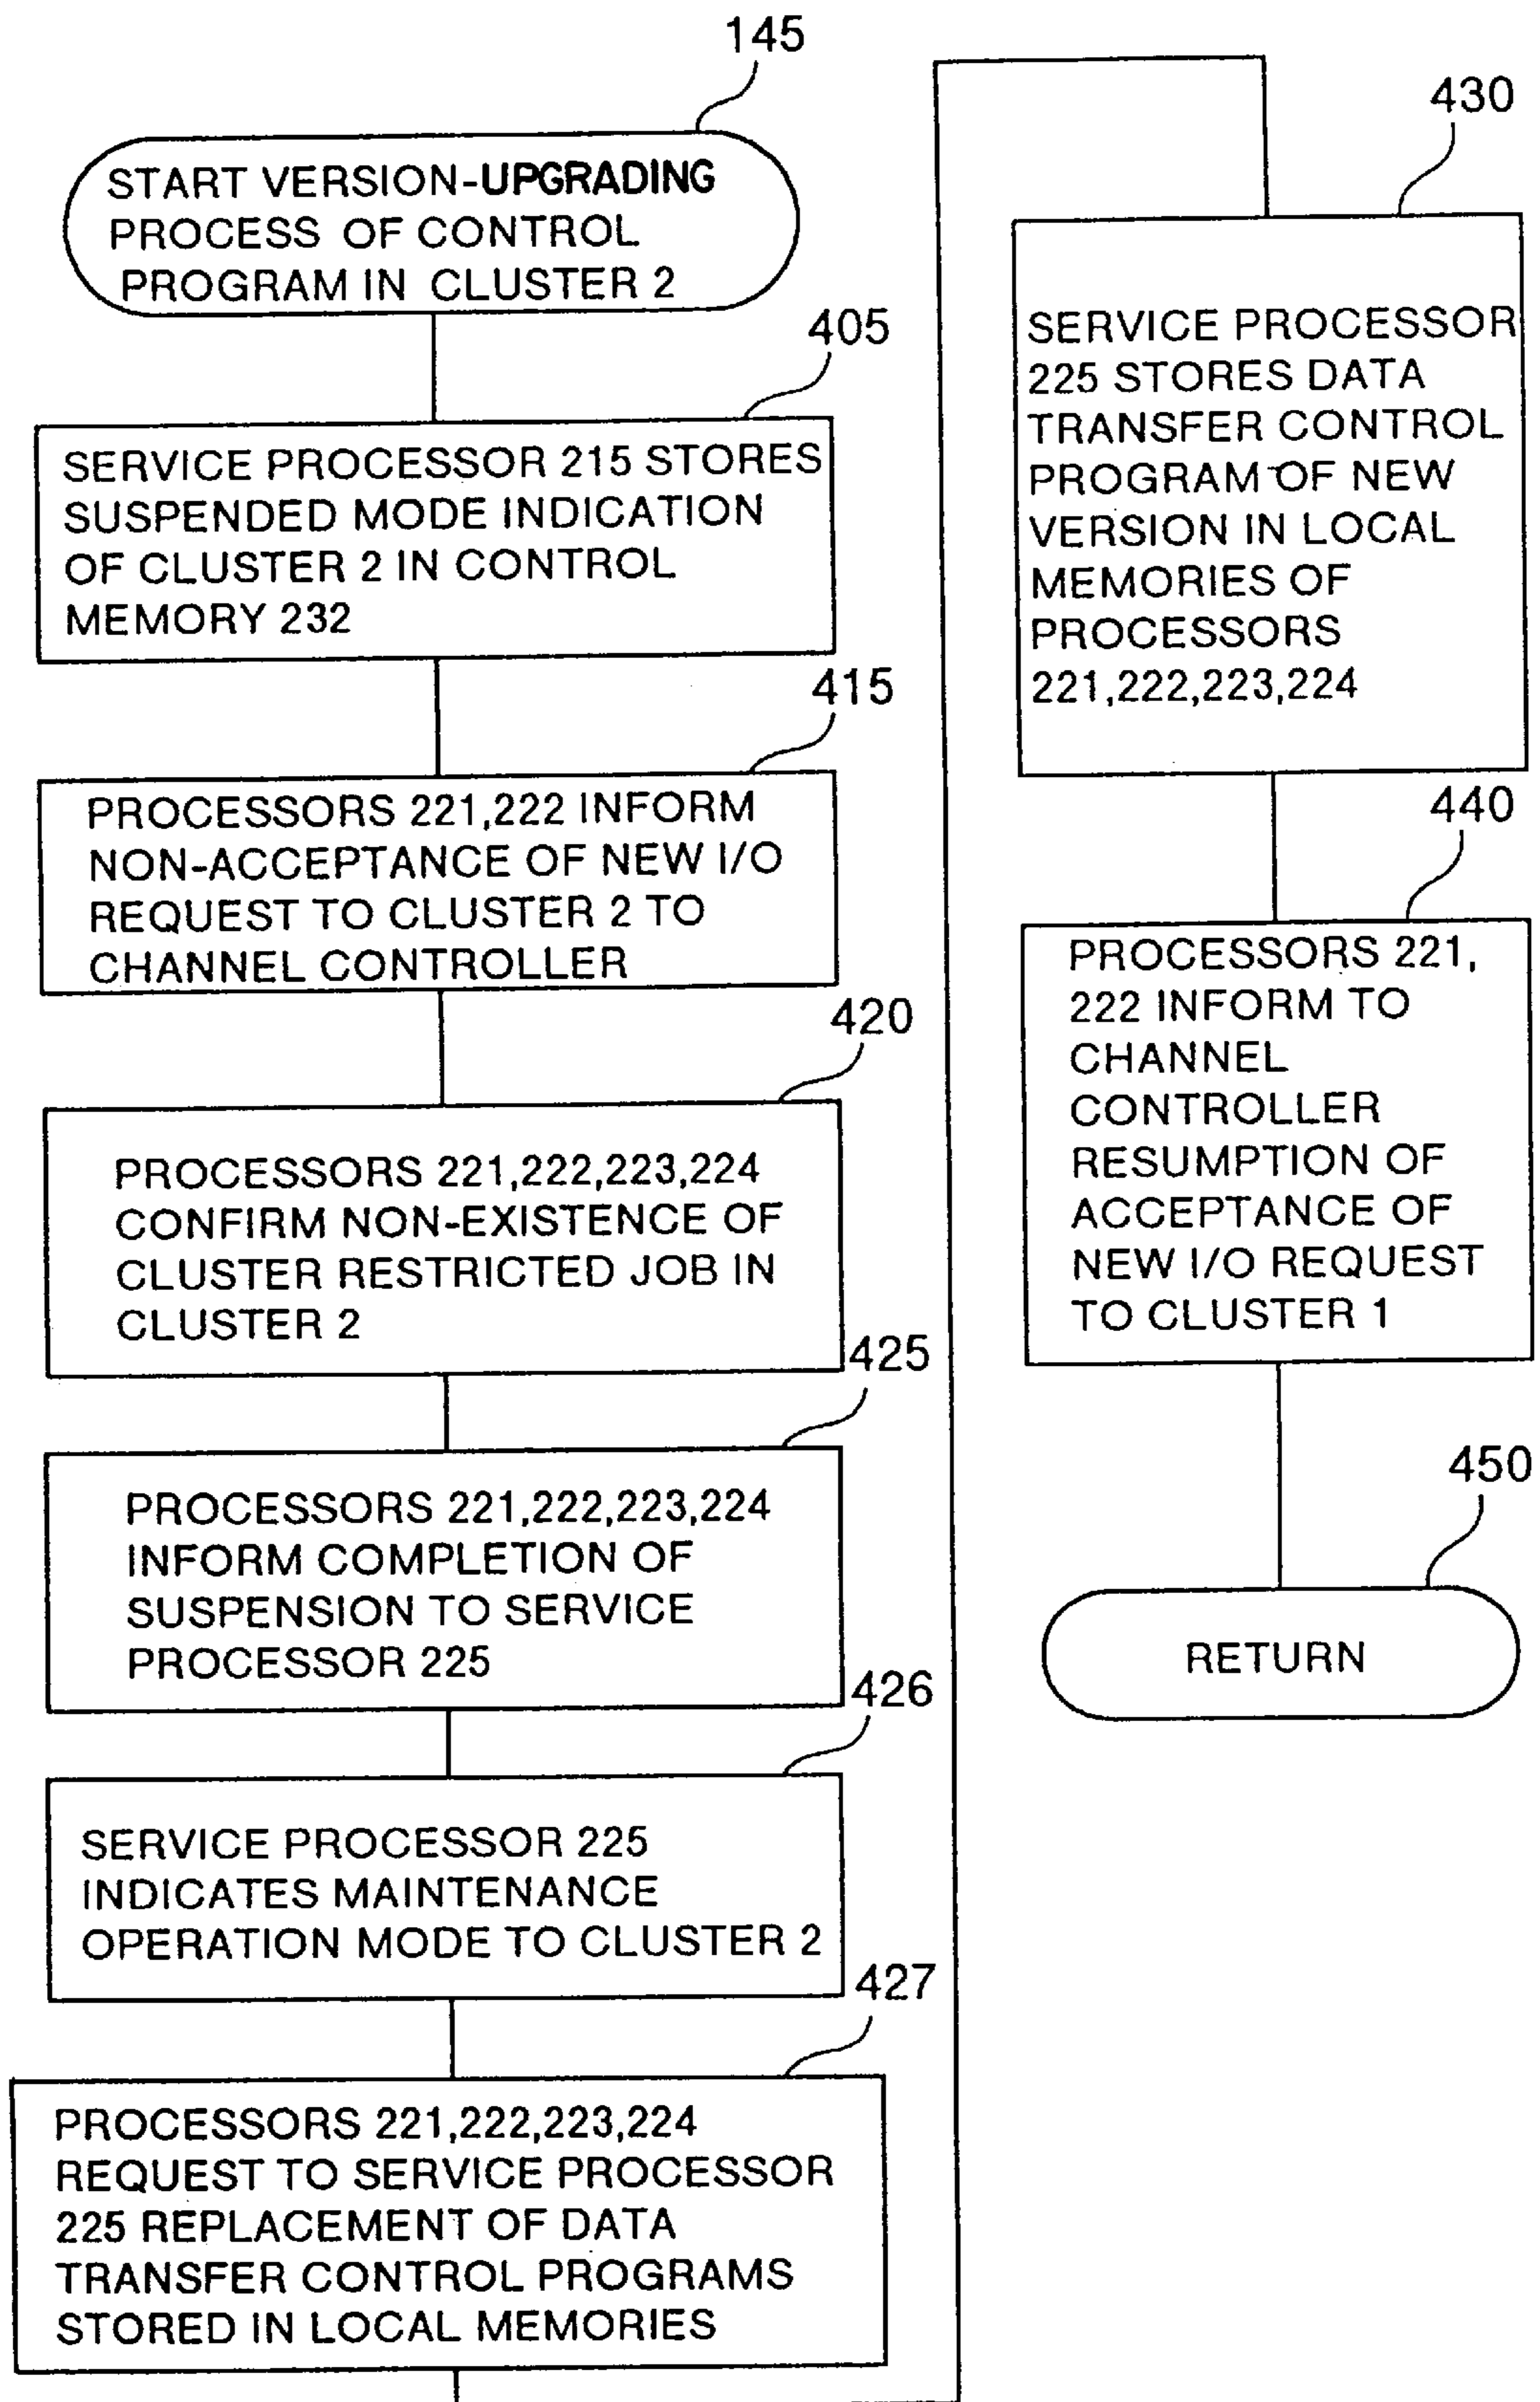 145
START VERSION-UPGRADING
PROCESS OF CONTROL
PROGRAM IN CLUSTER 2
405
SERVICE PROCESSOR 215 STORES
SUSPENDED MODE INDICATION
OF CLUSTER 2 IN CONTROL
MEMORY 232
415
PROCESSORS 221,222 INFORM
NON-ACCEPTANCE OF NEW I/O
REQUEST TO CLUSTER 2 TO
CHANNEL CONTROLLER
420
PROCESSORS 221,222,223,224
CONFIRM NON-EXISTENCE OF
CLUSTER RESTRICTED JOB IN
CLUSTER 2
425
PROCESSORS 221,222,223,224
INFORM COMPLETION OF
SUSPENSION TO SERVICE
PROCESSOR 225
426
SERVICE PROCESSOR 225
INDICATES MAINTENANCE
OPERATION MODE TO CLUSTER 2
427
PROCESSORS 221,222,223,224
REQUEST TO SERVICE PROCESSOR
225 REPLACEMENT OF DATA
TRANSFER CONTROL PROGRAMS
STORED IN LOCAL MEMORIES
430
SERVICE PROCESSOR
225 STORES DATA
TRANSFER CONTROL
PROGRAM OF NEW
VERSION IN LOCAL
MEMORIES OF
PROCESSORS
221,222,223,224
440
PROCESSORS 221,
222 INFORM TO
CHANNEL
CONTROLLER
RESUMPTION OF
ACCEPTANCE OF
NEW I/O REQUEST
TO CLUSTER 1
450
RETURN